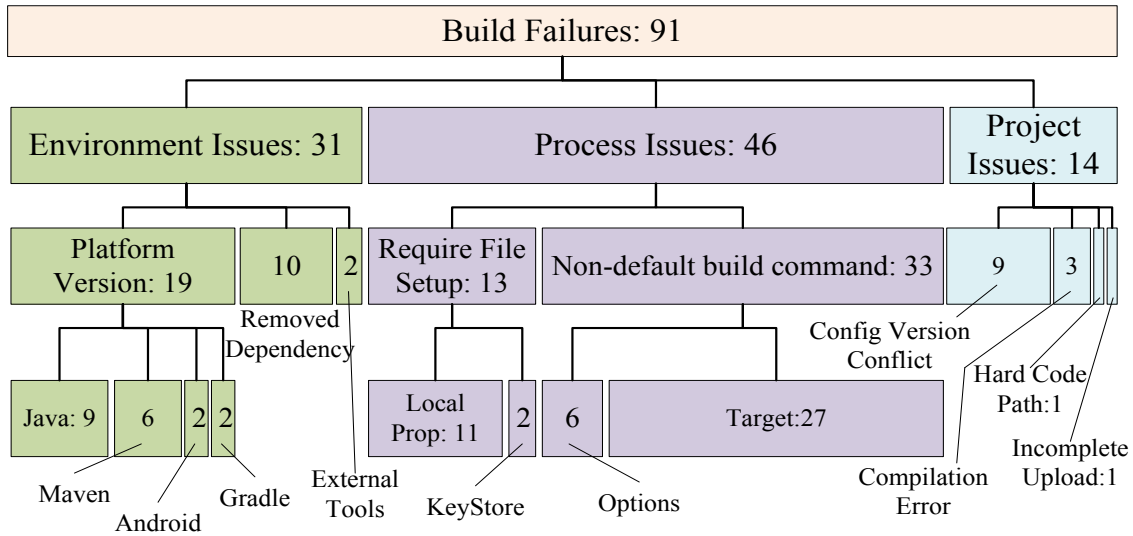 Build Failures: 91
Environment Issues: 31
Process Issues: 46
Project
Issues: 14
Platform
Version: 19
10
2
Require File
Setup: 13
Non-default build command: 33
9
3
Removed
Dependency
Config Version
Conflict
Hard Code
Path:1
Java: 9
6
2
2
Local
Prop: 11
2
6
Target:27
Incomplete
Upload:1
Maven
Android
Gradle
External
Tools
KeyStore
Options
Compilation
Error